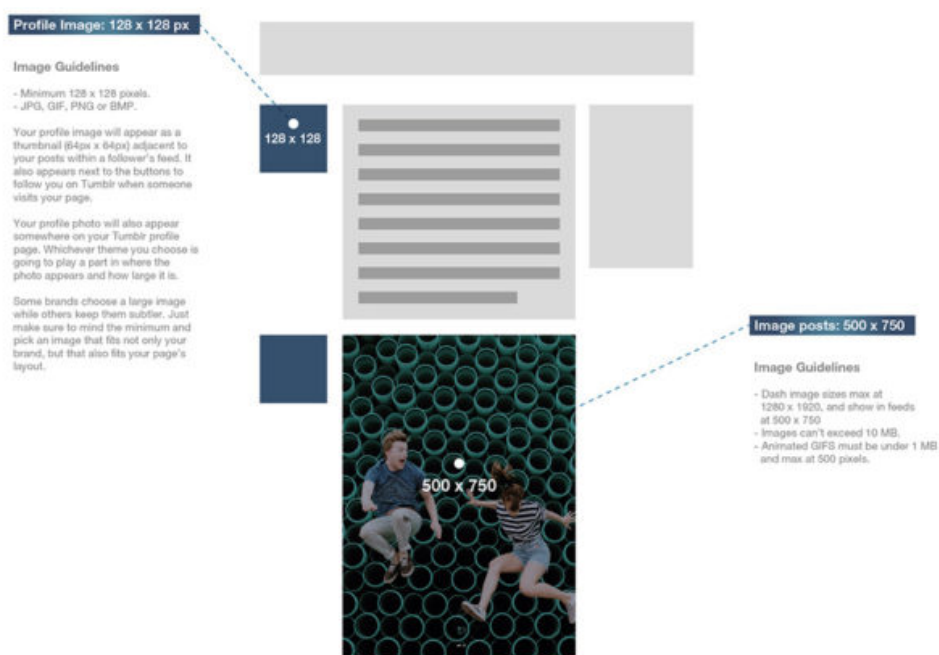 Profile Image: 128 x 128 px
Image Guidelines
- Minimum 128 x 128 pixels.
- JPG, GIF, PNG or BMP.
Your profile image will appear as a
thumbnail (64px x 64px) adjacent to
your posts within a follower's feed. It
also appears next to the buttons to
follow you on Tumblr when someone
visits your page.
Your profile photo will also appear
somewhere on your Tumblr profile
page. Whichever theme you choose is
going to play a part in where the
photo appears and how large it is.
Some brands choose a large image
while others keep them subtler. Just
make sure to mind the minimum and
pick an image that fits not only your
brand, but that also fits your page's
layout.
128 x 128
500 x 750
Image posts: 500 x 750
Image Guidelines
- Dash image sizes max at
1280 x 1920, and show in feeds
at 500 x 750
- Images can't exceed 10 MB.
- Animated GIFS must be under 1 MB
and max at 500 pixels.